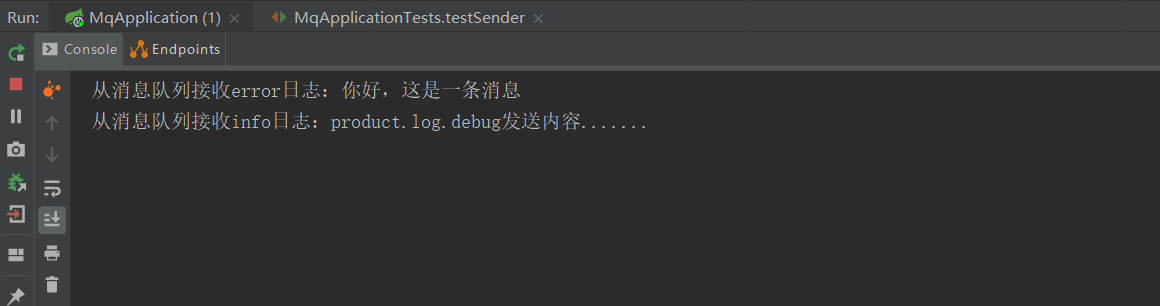 Run: MqApplication (1) × MqApplicationTests.testSender ×
Console Endpoints
从消息队列接收error日志: 你好，这是一条消息
从消息队列接收info日志: product.log.debug发送内容.......